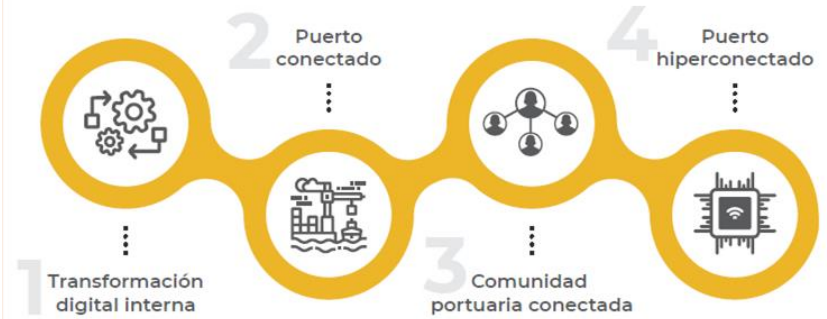 1
Transformación
digital interna
2
Puerto
conectado
3
Comunidad
portuaria conectada
4
Puerto
hiperconectado